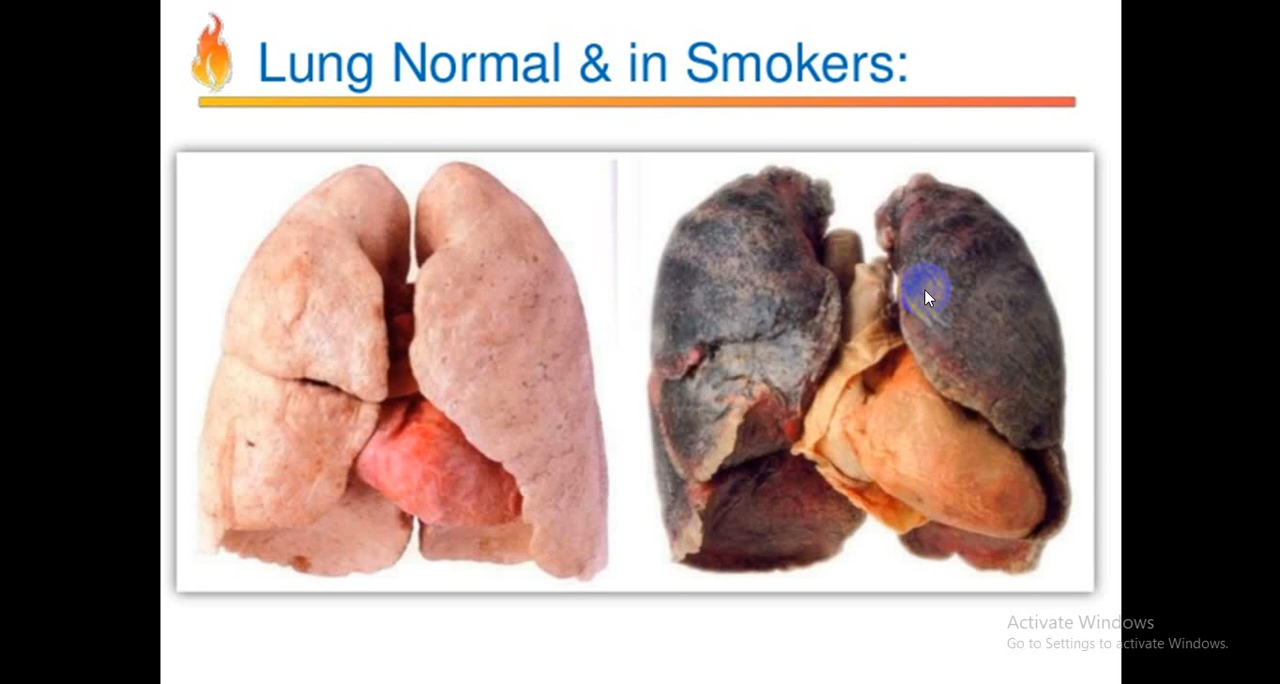 Lung Normal & in Smokers:
Activate Windows
Go to Settings to activate Windows.